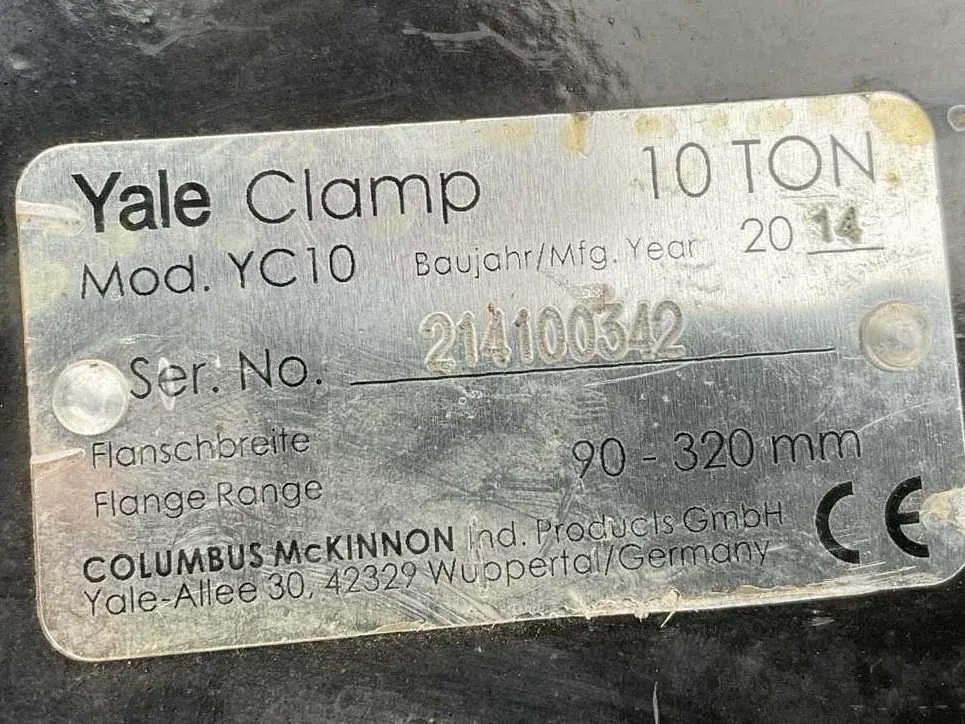 Yale Clamp 10 TON
Mod. YC10 Baujahr/Mfg. Year 20 14
Ser. No. 214100342
Flanschbreite
Flange Range 90 - 320 mm
COLUMBUS McKINNON Ind. Products GmbH
Yale-Allee 30, 42329 Wuppertal/Germany
CE